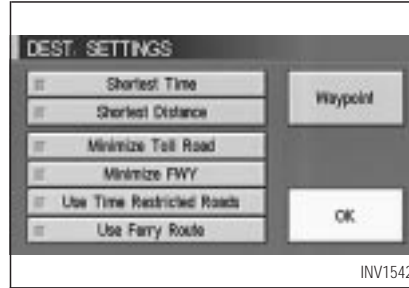 DEST. SETTINGS
Shortest Time
Shortest Distance
Minimize Toll Road
Minimize FWY
Use Time Restricted Roads
Use Ferry Route
Waypoint
OK
INV1542